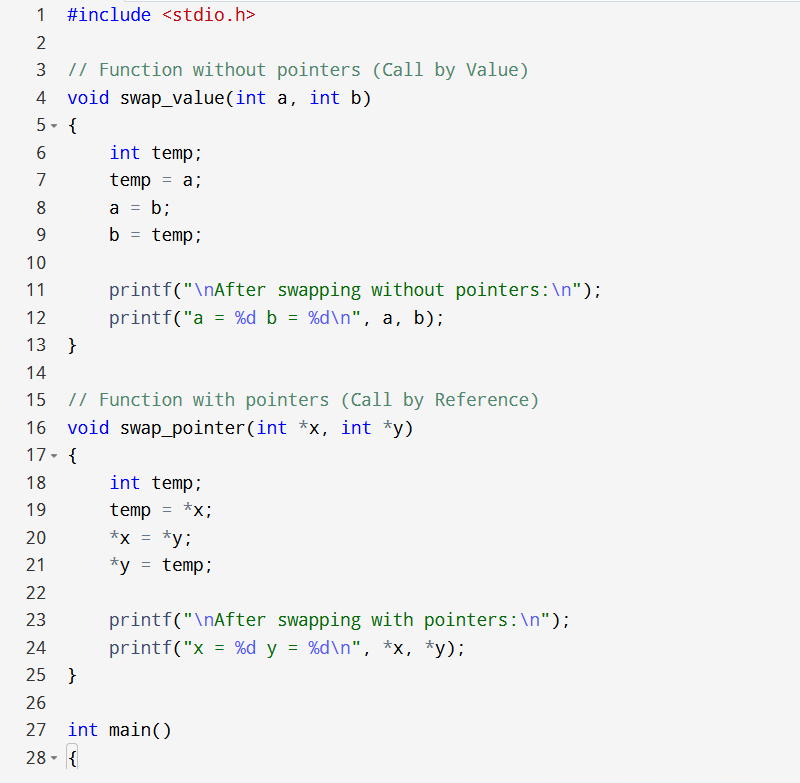 1 #include <stdio.h>
2
3 // Function without pointers (Call by Value)
4 void swap_value(int a, int b)
5 {
6     int temp;
7     temp = a;
8     a = b;
9     b = temp;
10
11     printf("\nAfter swapping without pointers:\n");
12     printf("a = %d b = %d\n", a, b);
13 }
14
15 // Function with pointers (Call by Reference)
16 void swap_pointer(int *x, int *y)
17 {
18     int temp;
19     temp = *x;
20     *x = *y;
21     *y = temp;
22
23     printf("\nAfter swapping with pointers:\n");
24     printf("x = %d y = %d\n", *x, *y);
25 }
26
27 int main()
28 {